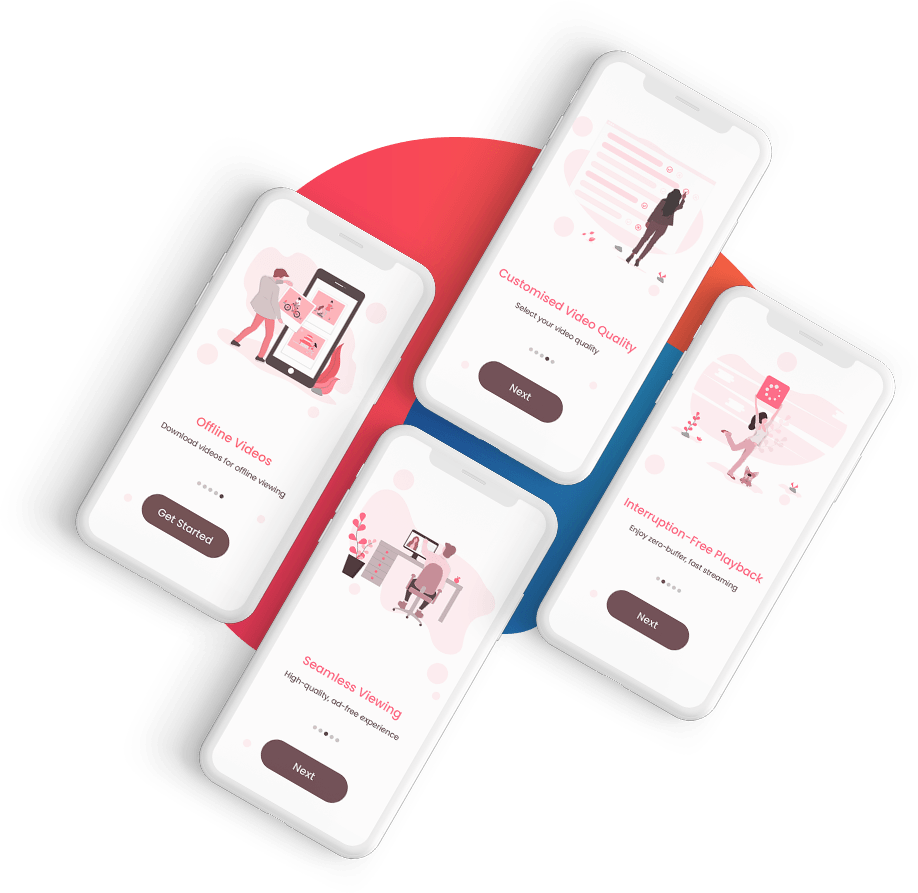 Customised Video Quality
Select your video quality
Next
Offline Videos
Download videos for offline viewing
Get Started
Interruption-Free Playback
Enjoy zero-buffer, fast streaming
Next
Seamless Viewing
High-quality, ad-free experience
Next